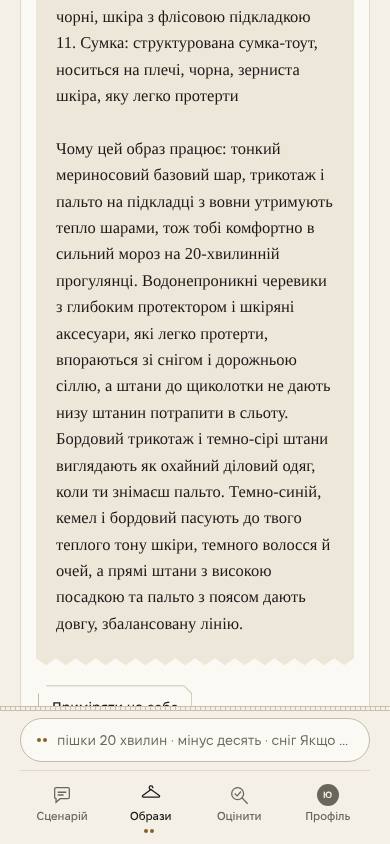 чорні, шкіра з флісовою підкладкою
11. Сумка: структурована сумка-тоут,
носиться на плечі, чорна, зерниста
шкіра, яку легко протерти
Чому цей образ працює: тонкий
мериносовий базовий шар, трикотаж і
пальто на підкладці з вовни утримують
тепло шарами, тож тобі комфортно в
сильний мороз на 20-хвилинній
прогулянці. Водонепроникні черевики
з глибоким протектором і шкіряні
аксесуари, які легко протерти,
впораються зі снігом і дорожньою
сіллю, а штани до щиколотки не дають
низу штанин потрапити в сльоту.
Бордовий трикотаж і темно-сірі штани
виглядають як охайний діловий одяг,
коли ти знімаєш пальто. Темно-синій,
кемел і бордовий пасують до твого
теплого тону шкіри, темного волосся й
очей, а прямі штани з високою
посадкою та пальто з поясом дають
довгу, збалансовану лінію.
Приміряти на себе
пішки 20 хвилин · мінус десять · сніг Якщо ...
Сценарій
Образи
Оцінити
Ю
Профіль